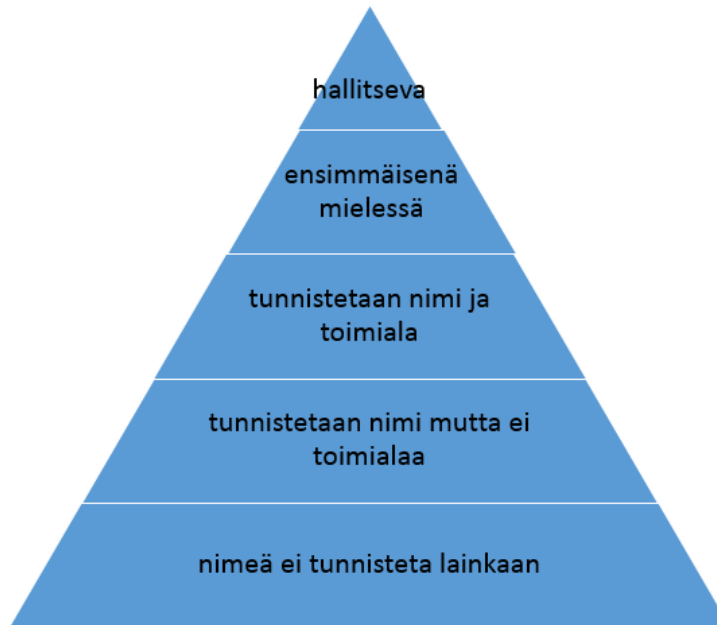 hallitseva
ensimmäisenä
mielessä
tunnistetaan nimi ja
toimiala
tunnistetaan nimi mutta ei
toimialaa
nimeä ei tunnisteta lainkaan